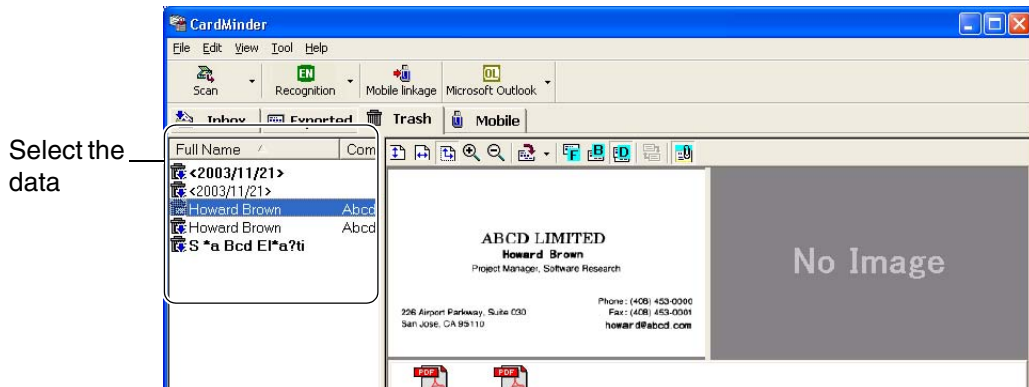 CardMinder
File Edit View Tool Help
EN OL
Scan Recognition Mobile linkage Microsoft Outlook
Inbox Exported Trash Mobile
Select the
data
Full Name Com
<2003/11/21>
<2003/11/21>
Howard Brown Abcd
Howard Brown Abcd
S *a Bcd El*a?ti
F B D
ABCD LIMITED
Howard Brown
Project Manager, Software Research
226 Airport Parkway, Suite 030
San Jose, CA 95110
Phone: (408) 453-0000
Fax: (408) 453-0001
howard@abcd.com
No Image
PDF PDF